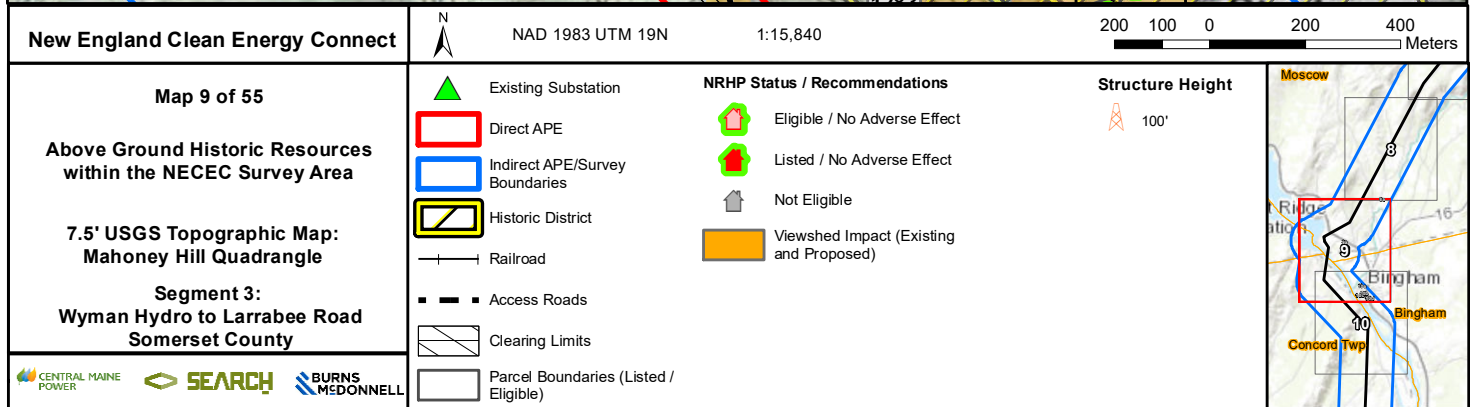 New England Clean Energy Connect
N
NAD 1983 UTM 19N
1:15,840
200 100 0 200 400
Meters
Map 9 of 55
Above Ground Historic Resources
within the NECEC Survey Area
7.5' USGS Topographic Map:
Mahoney Hill Quadrangle
Segment 3:
Wyman Hydro to Larrabee Road
Somerset County
CENTRAL MAINE
POWER
SEARCH
BURNS
McDONNELL
Existing Substation
Direct APE
Indirect APE/Survey
Boundaries
Historic District
Railroad
Access Roads
Clearing Limits
Parcel Boundaries (Listed /
Eligible)
NRHP Status / Recommendations
Eligible / No Adverse Effect
Listed / No Adverse Effect
Not Eligible
Viewshed Impact (Existing
and Proposed)
Structure Height
100'
Moscow
8
Ridge
16
9
Bingham
Bingham
10
Concord Twp